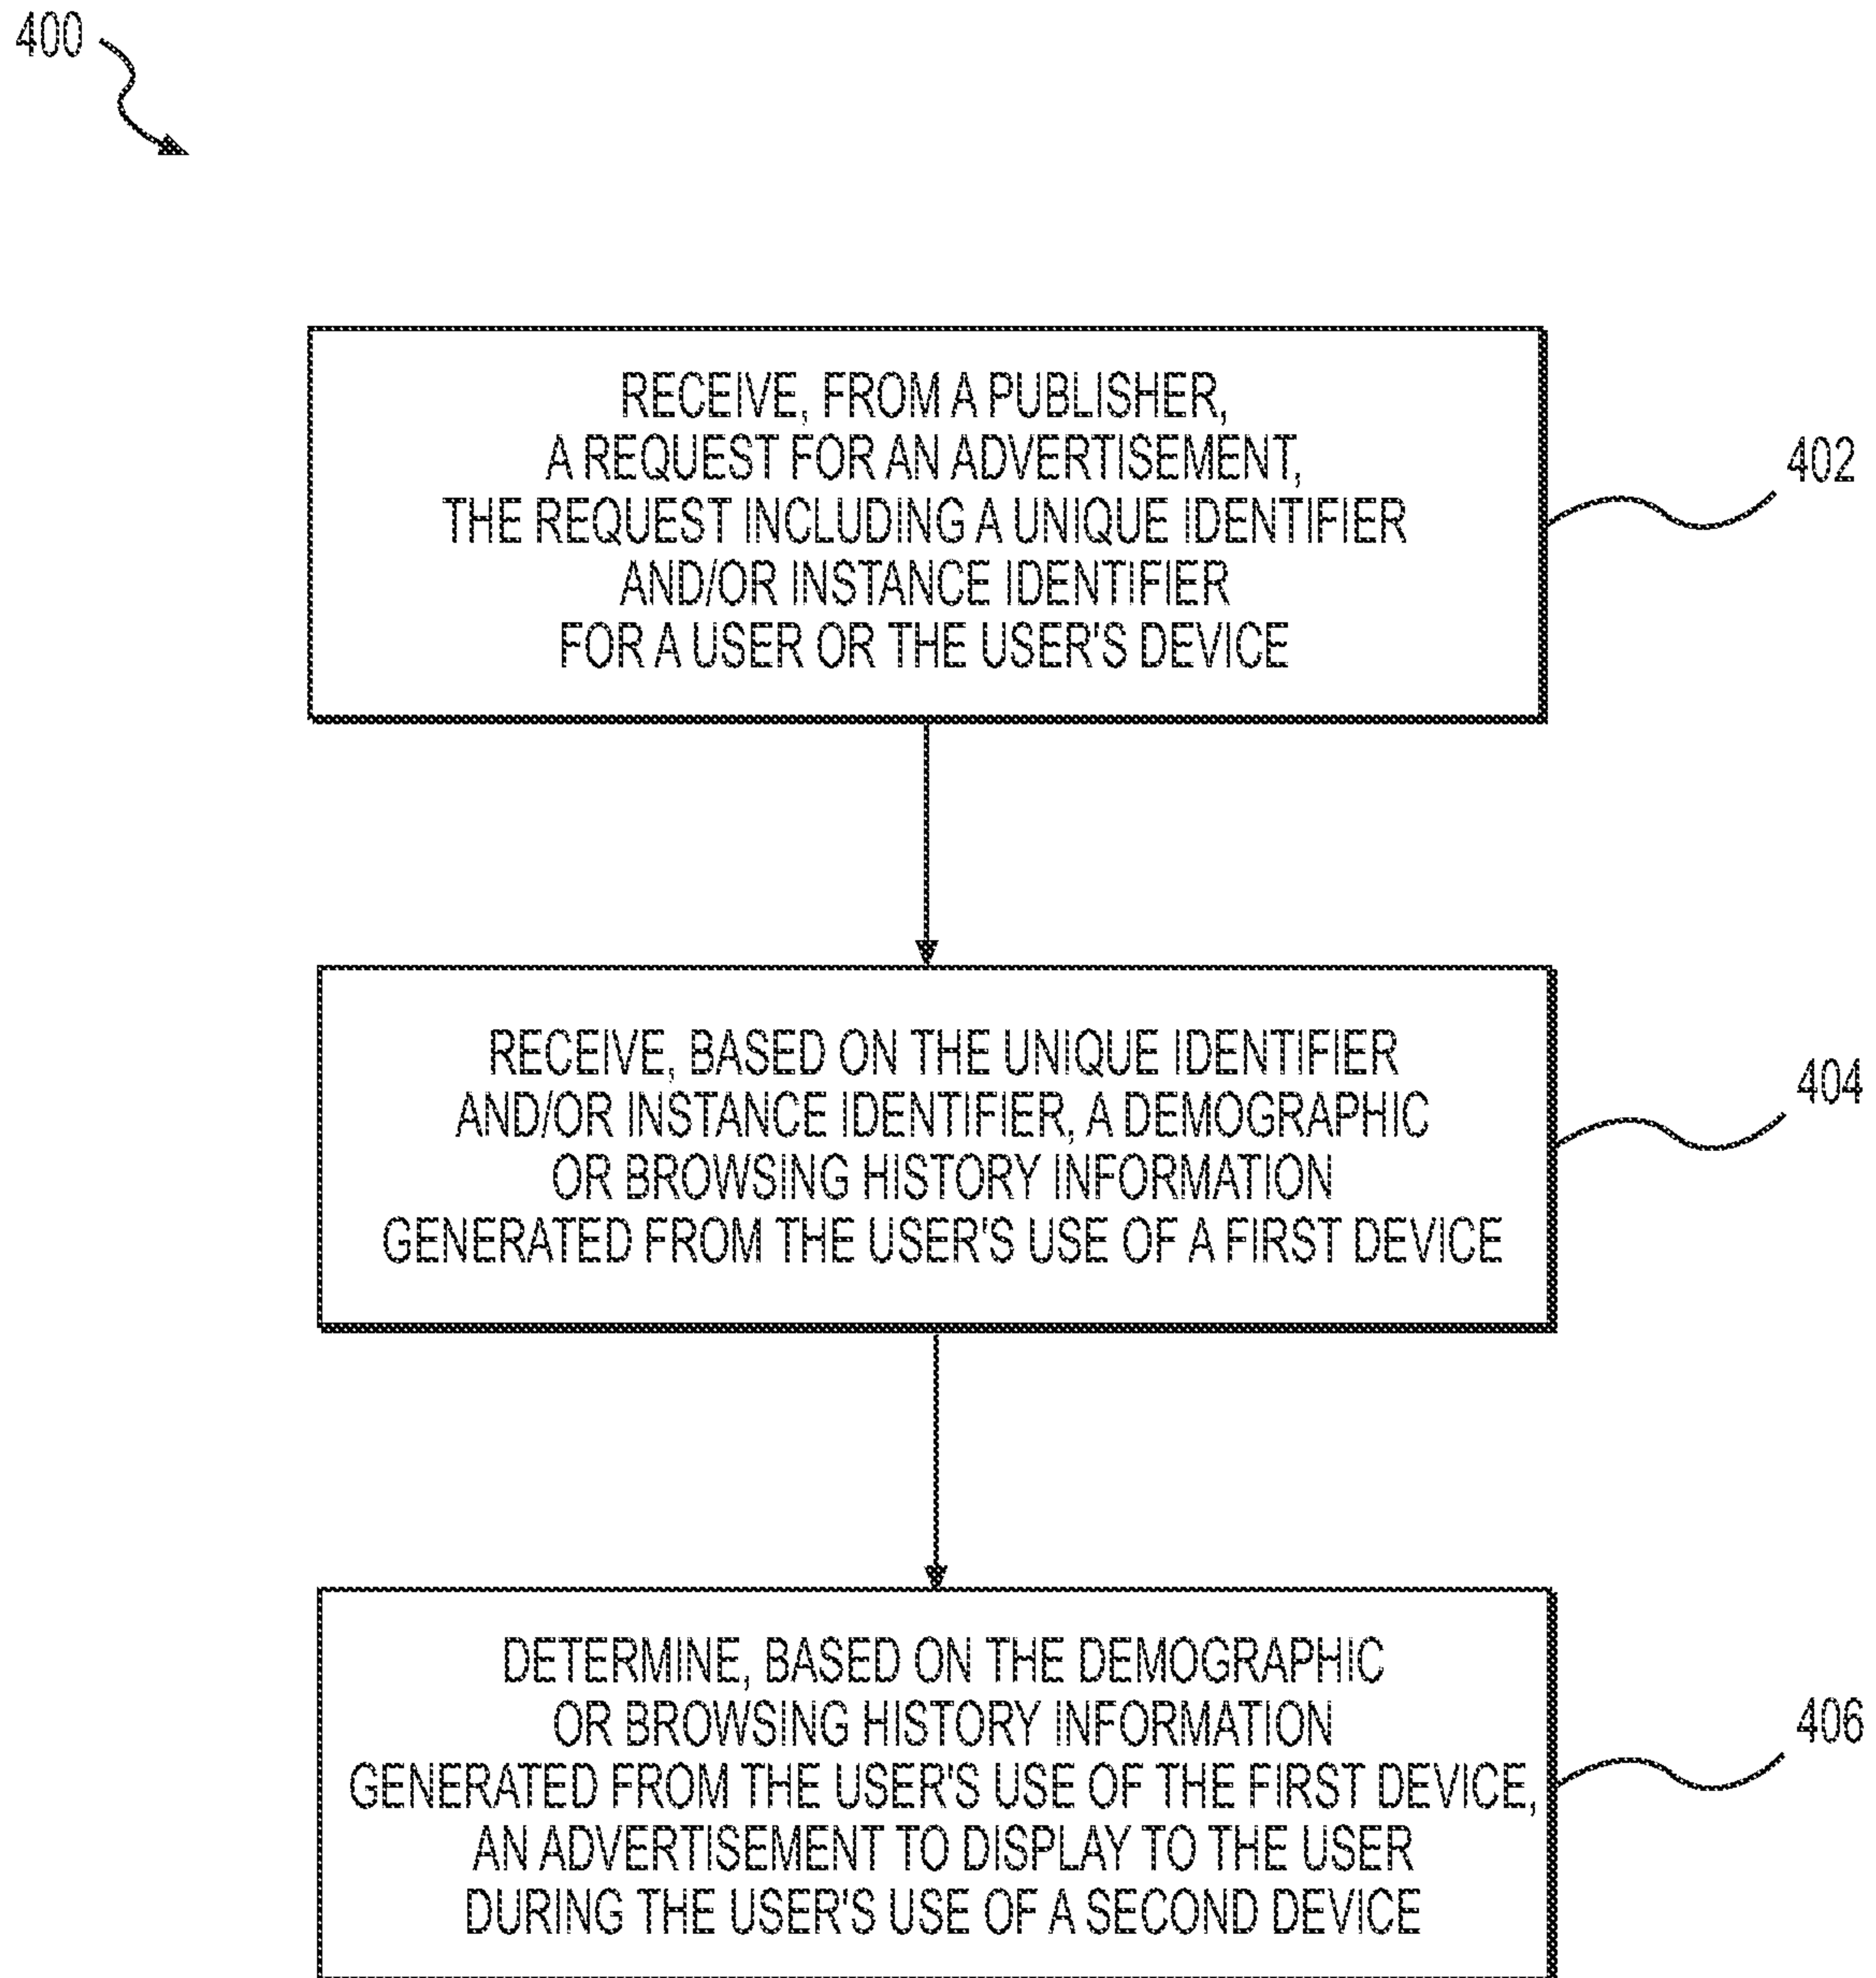 400
RECEIVE, FROM A PUBLISHER,
A REQUEST FOR AN ADVERTISEMENT,
THE REQUEST INCLUDING A UNIQUE IDENTIFIER
AND/OR INSTANCE IDENTIFIER
FOR A USER OR THE USER'S DEVICE
402
RECEIVE, BASED ON THE UNIQUE IDENTIFIER
AND/OR INSTANCE IDENTIFIER, A DEMOGRAPHIC
OR BROWSING HISTORY INFORMATION
GENERATED FROM THE USER'S USE OF A FIRST DEVICE
404
DETERMINE, BASED ON THE DEMOGRAPHIC
OR BROWSING HISTORY INFORMATION
GENERATED FROM THE USER'S USE OF THE FIRST DEVICE,
AN ADVERTISEMENT TO DISPLAY TO THE USER
DURING THE USER'S USE OF A SECOND DEVICE
406